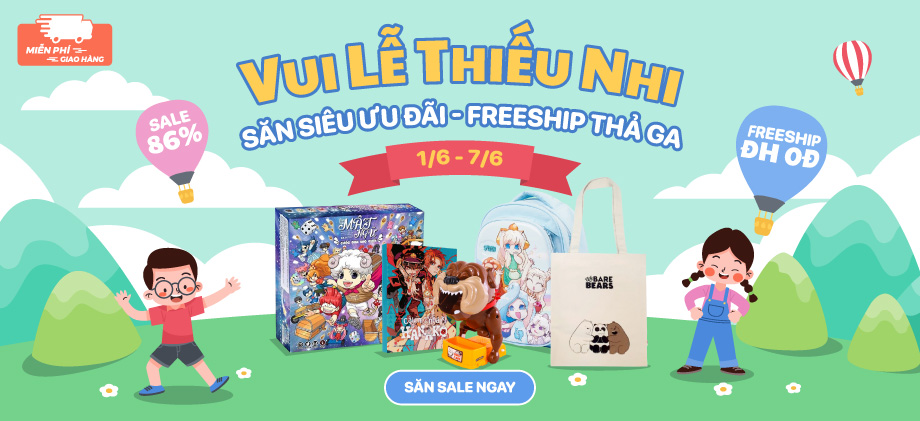 MIỄN PHÍ
GIAO HÀNG
VUI LỄ THIẾU NHI
SĂN SIÊU ƯU ĐÃI - FREESHIP THẢ GA
1/6 - 7/6
SALE
86%
FREESHIP
ĐH 0Đ
MẬT
BARE
BEARS
SĂN SALE NGAY